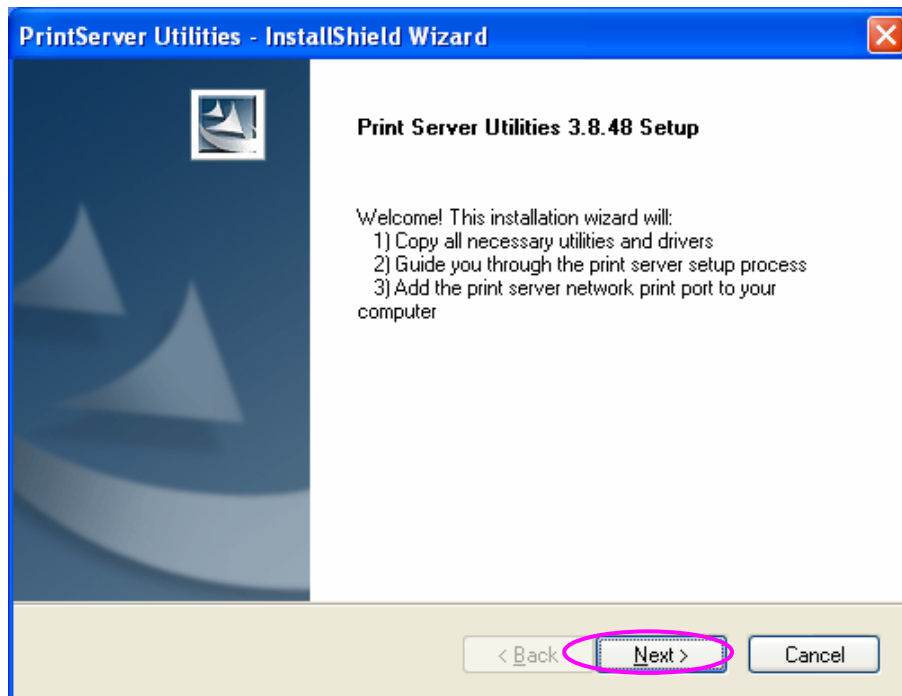 PrintServer Utilities - InstallShield Wizard
Print Server Utilities 3.8.48 Setup
Welcome! This installation wizard will:
1) Copy all necessary utilities and drivers
2) Guide you through the print server setup process
3) Add the print server network print port to your
computer
< Back
Next >
Cancel